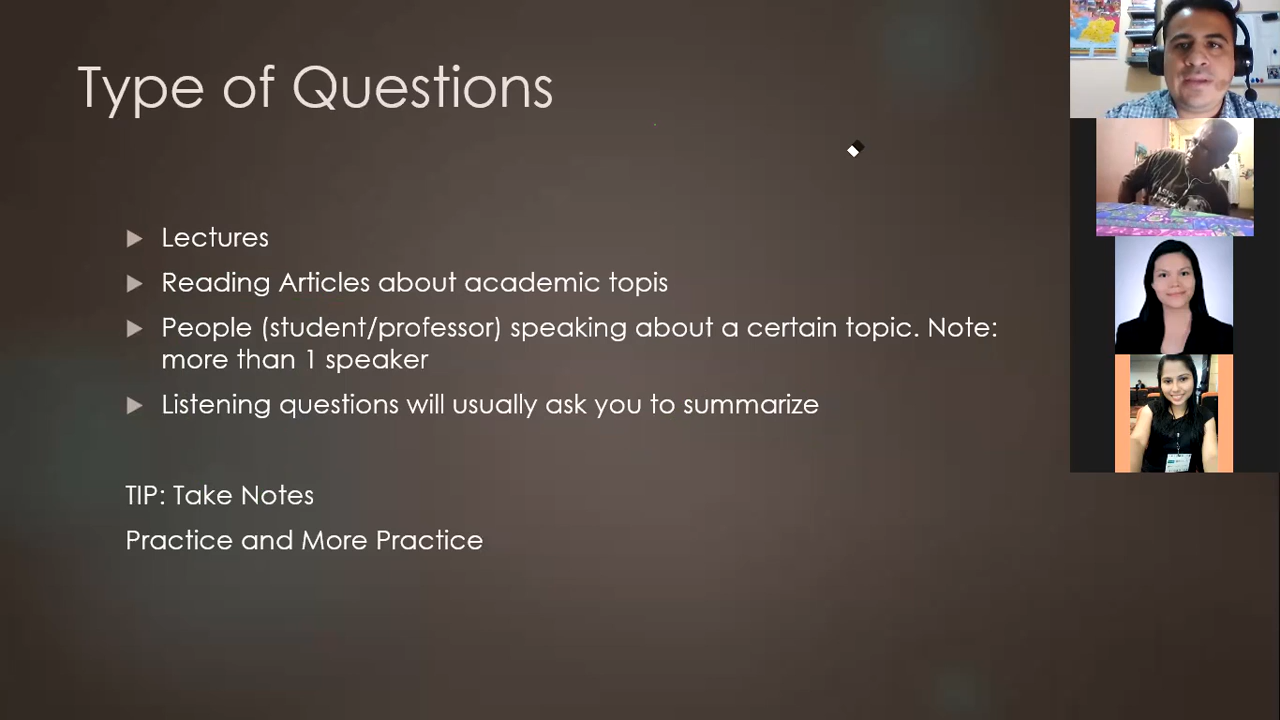 Type of Questions
Lectures
Reading Articles about academic topis
People (student/professor) speaking about a certain topic. Note:
more than 1 speaker
Listening questions will usually ask you to summarize
TIP: Take Notes
Practice and More Practice